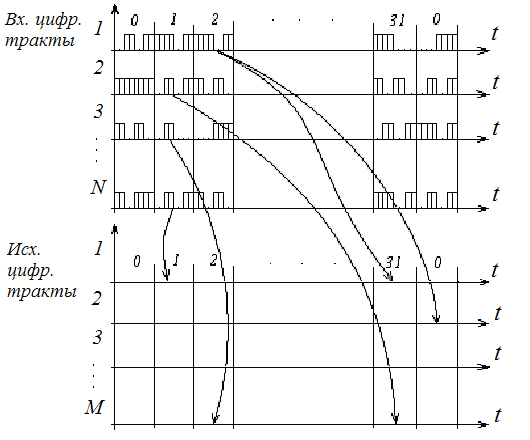 Вх. цифр.
тракты
0 1 2 . . . 31 0
1 t
2 t
3 t
.
.
N t
Исх.
цифр.
тракты
0 1 2 . . . 31 0
1 t
2 t
3 t
.
.
M t